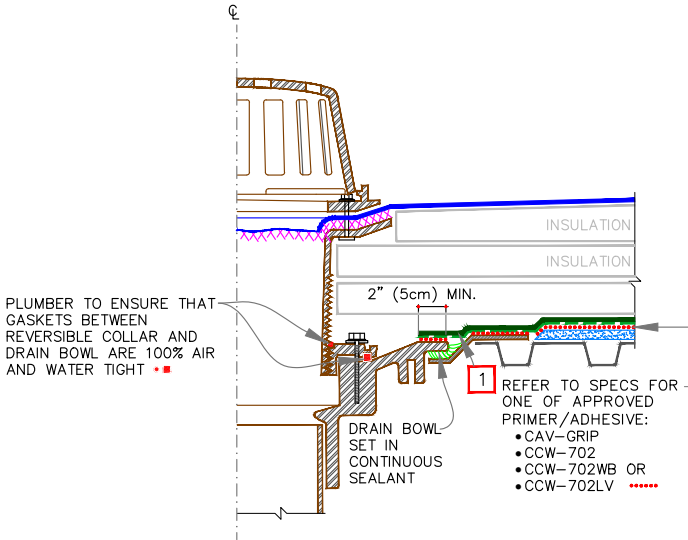 ℄
INSULATION
INSULATION
2" (5cm) MIN.
PLUMBER TO ENSURE THAT
GASKETS BETWEEN
REVERSIBLE COLLAR AND
DRAIN BOWL ARE 100% AIR
AND WATER TIGHT
1
DRAIN BOWL
SET IN
CONTINUOUS
SEALANT
REFER TO SPECS FOR
ONE OF APPROVED
PRIMER/ADHESIVE:
• CAV-GRIP
• CCW-702
• CCW-702WB OR
• CCW-702LV